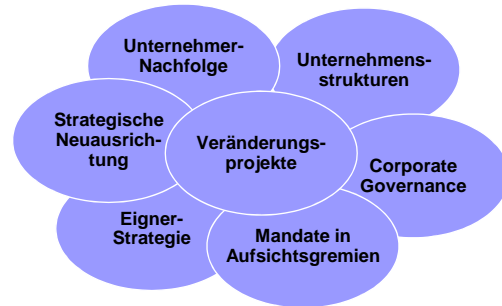 Unternehmer-
Nachfolge
Unternehmens-
strukturen
Strategische
Neuausrich-
tung
Veränderungs-
projekte
Corporate
Governance
Eigner-
Strategie
Mandate in
Aufsichtsgremien